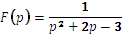 F(p) = 1 / (p² + 2p − 3)